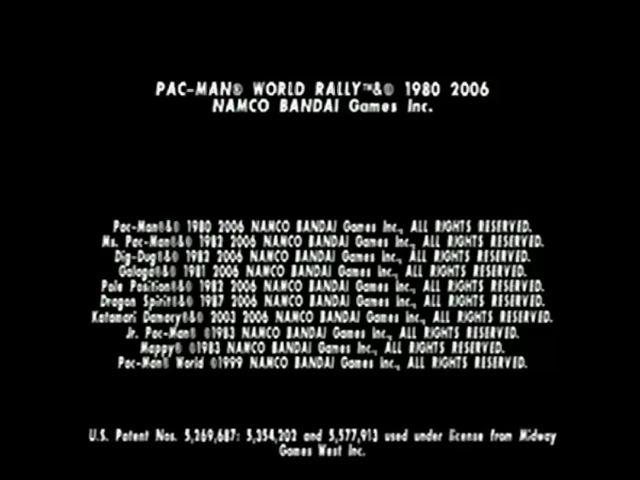 PAC-MAN® WORLD RALLY™&© 1980 2006
NAMCO BANDAI Games Inc.
Pac-Man®&© 1980 2006 NAMCO BANDAI Games Inc., ALL RIGHTS RESERVED.
Ms. Pac-Man®&© 1982 2006 NAMCO BANDAI Games Inc., ALL RIGHTS RESERVED.
Dig-Dug®&© 1982 2006 NAMCO BANDAI Games Inc., ALL RIGHTS RESERVED.
Galaga®&© 1981 2006 NAMCO BANDAI Games Inc., ALL RIGHTS RESERVED.
Pole Position®&© 1982 2006 NAMCO BANDAI Games Inc., ALL RIGHTS RESERVED.
Dragon Spirit®&© 1987 2006 NAMCO BANDAI Games Inc., ALL RIGHTS RESERVED.
Katamari Damacy®&© 2003 2006 NAMCO BANDAI Games Inc., ALL RIGHTS RESERVED.
Jr. Pac-Man® ©1983 NAMCO BANDAI Games Inc., ALL RIGHTS RESERVED.
Mappy® ©1983 NAMCO BANDAI Games Inc., ALL RIGHTS RESERVED.
Pac-Man® World ©1999 NAMCO BANDAI Games Inc., ALL RIGHTS RESERVED.
U.S. Patent Nos. 5,269,687; 5,354,202 and 5,577,913 used under license from Midway
Games West Inc.